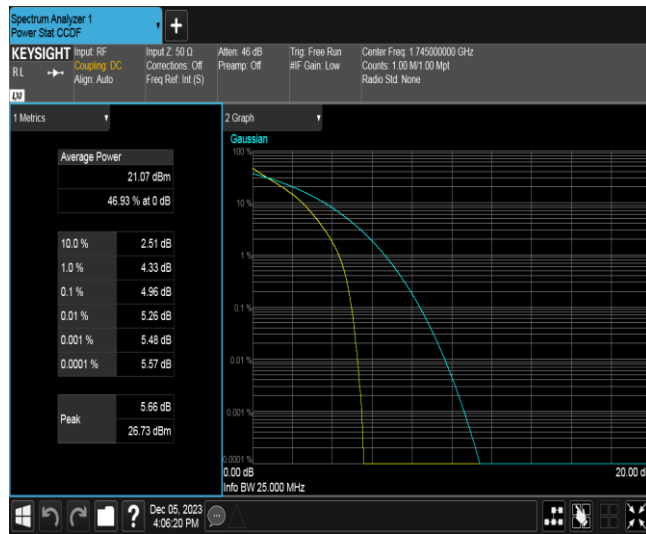 Spectrum Analyzer 1
Power Stat CCDF
+
KEYSIGHT
RL
LXI
Input: RF
Coupling: DC
Align: Auto
Input Z: 50 Ω
Corrections: Off
Freq Ref: Int (S)
Atten: 46 dB
Preamp: Off
Trig: Free Run
#IF Gain: Low
Center Freq: 1.745000000 GHz
Counts: 1.00 M/1.00 Mpt
Radio Std: None
1 Metrics
Average Power
21.07 dBm
46.93 % at 0 dB
10.0 % 2.51 dB
1.0 % 4.33 dB
0.1 % 4.96 dB
0.01 % 5.26 dB
0.001 % 5.48 dB
0.0001 % 5.57 dB
Peak
5.66 dB
26.73 dBm
2 Graph
Gaussian
100 %
10 %
1 %
0.1 %
0.01 %
0.001 %
0.0001 %
0.00 dB
20.00 d
Info BW 25.000 MHz
?
Dec 05, 2023
4:06:20 PM